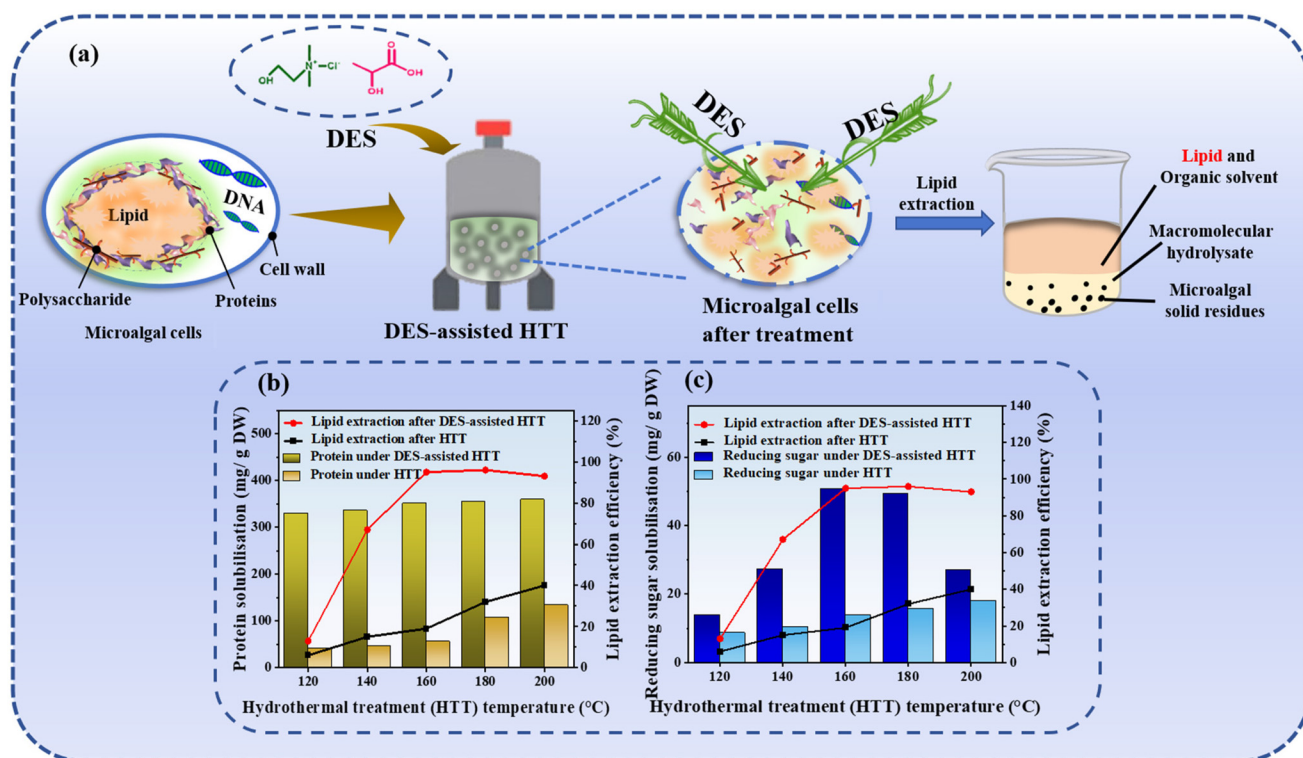 (a)
OH
N⁺
Cl⁻
O
OH
OH
DES
DES
DES
Lipid
DNA
Cell wall
Polysaccharide
Proteins
Microalgal cells
DES-assisted HTT
Microalgal cells
after treatment
Lipid
extraction
Lipid and
Organic solvent
Macromolecular
hydrolysate
Microalgal
solid residues
(b)
Protein solubilisation (mg/ g DW)
500
400
300
200
100
0
Lipid extraction after DES-assisted HTT
Lipid extraction after HTT
Protein under DES-assisted HTT
Protein under HTT
120
100
80
60
40
20
0
Lipid extraction efficiency (%)
120 140 160 180 200
Hydrothermal treatment (HTT) temperature (°C)
(c)
Reducing sugar solubilisation (mg/ g DW)
60
40
20
0
Lipid extraction after DES-assisted HTT
Lipid extraction after HTT
Reducing sugar under DES-assisted HTT
Reducing sugar under HTT
140
120
100
80
60
40
20
0
Lipid extraction efficiency (%)
120 140 160 180 200
Hydrothermal treatment (HTT) temperature (°C)